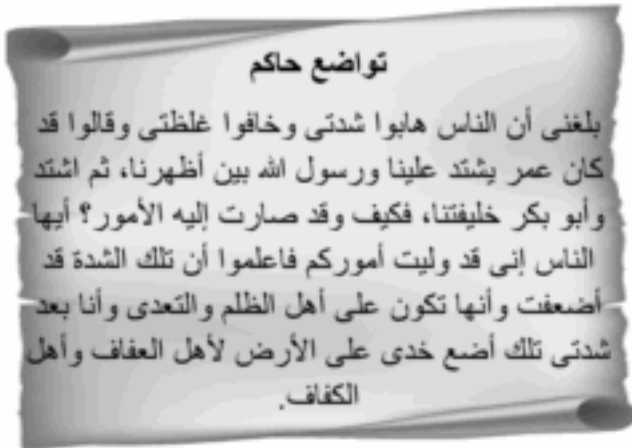 تواضع حاكم
بلغنى أن الناس هابوا شدتى وخافوا غلظتى وقالوا قد
كان عمر يشتد علينا ورسول الله بين أظهرنا، ثم اشتد
وأبو بكر خليفتنا، فكيف وقد صارت إليه الأمور؟ أيها
الناس إنى قد وليت أموركم فاعلموا أن تلك الشدة قد
أضعفت وأنها تكون على أهل الظلم والتعدى وأنا بعد
شدتى تلك أضع خدى على الأرض لأهل العفاف وأهل
الكفاف.